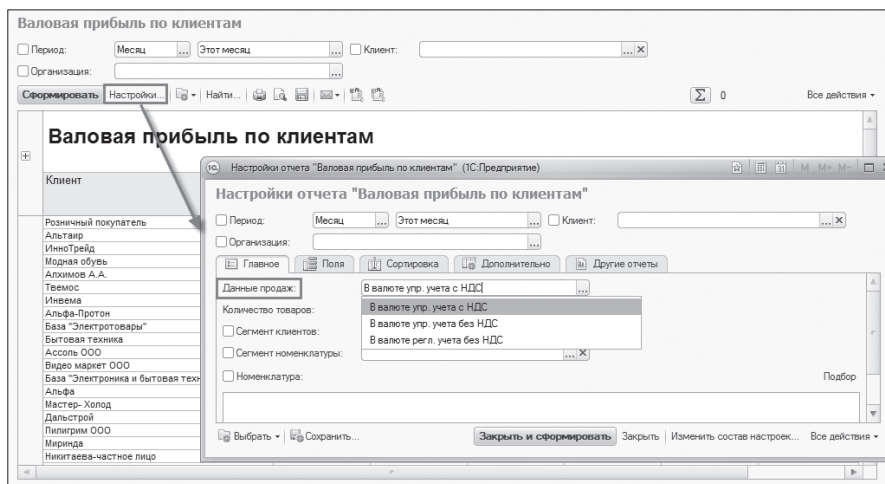 Валовая прибыль по клиентам
Период: Месяц ... Этот месяц ... Клиент: ... X
Организация: ...
Сформировать Настройки... Найти... Σ 0 Все действия
Валовая прибыль по клиентам
Клиент
Розничный покупатель
Альтаир
ИнноТрейд
Модная обувь
Алхимов А.А.
Твемос
Инвема
Альфа-Протон
База "Электротовары"
Бытовая техника
Ассоль ООО
Видео маркет ООО
База "Электроника и бытовая техн
Альфа
Мастер- Холод
Дальстрой
Пилигрим ООО
Миринда
Никитаева-частное лицо
1С Настройки отчета "Валовая прибыль по клиентам" (1С:Предприятие) 31 M M+ M-
Настройки отчета "Валовая прибыль по клиентам"
Период: Месяц ... Этот месяц ... Клиент: ... X
Организация: ...
Главное Поля Сортировка Дополнительно Другие отчеты
Данные продаж: В валюте упр. учета с НДС ...
Количество товаров: В валюте упр. учета с НДС
В валюте упр. учета без НДС
Сегмент клиентов:
В валюте регл. учета без НДС
Сегмент номенклатуры: ... X
Номенклатура: Подбор
Выбрать Сохранить... Закрыть и сформировать Закрыть Изменить состав настроек... Все действия